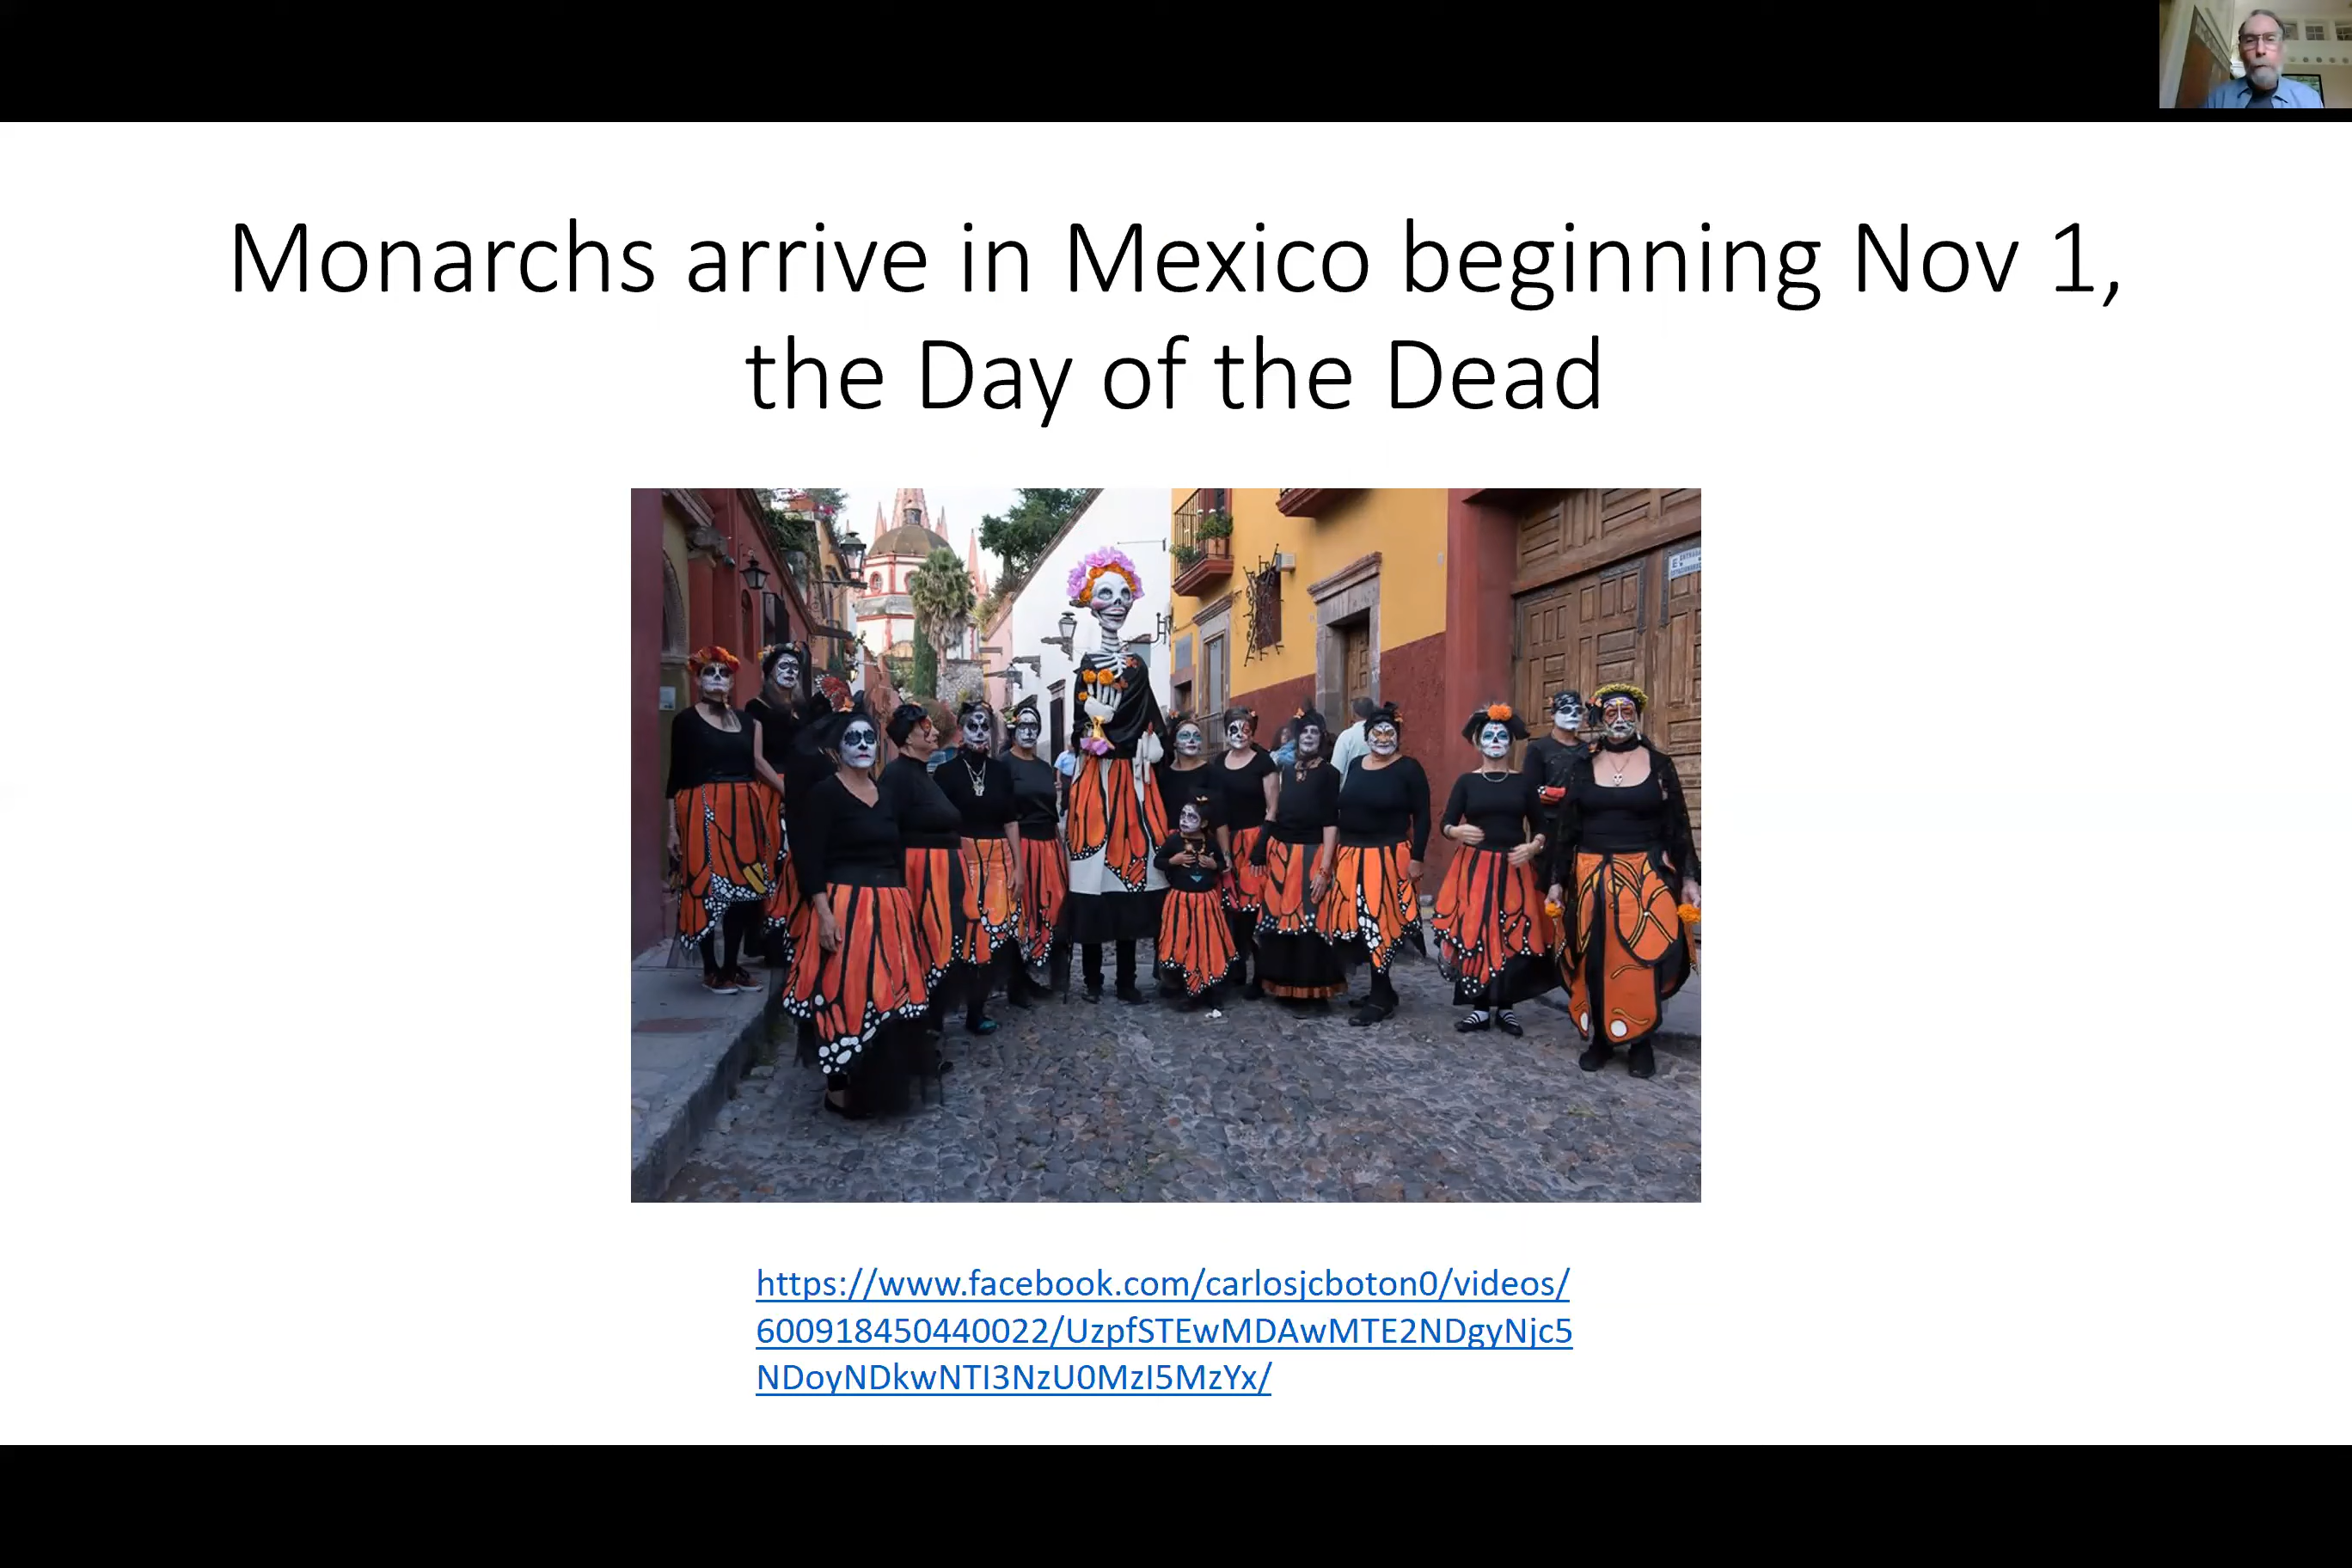 Monarchs arrive in Mexico beginning Nov 1,
the Day of the Dead
https://www.facebook.com/carlosjcboton0/videos/
600918450440022/UzpfSTEwMDAwMTE2NDgyNjc5
NDoyNDkwNTI3NzU0MzI5MzYx/